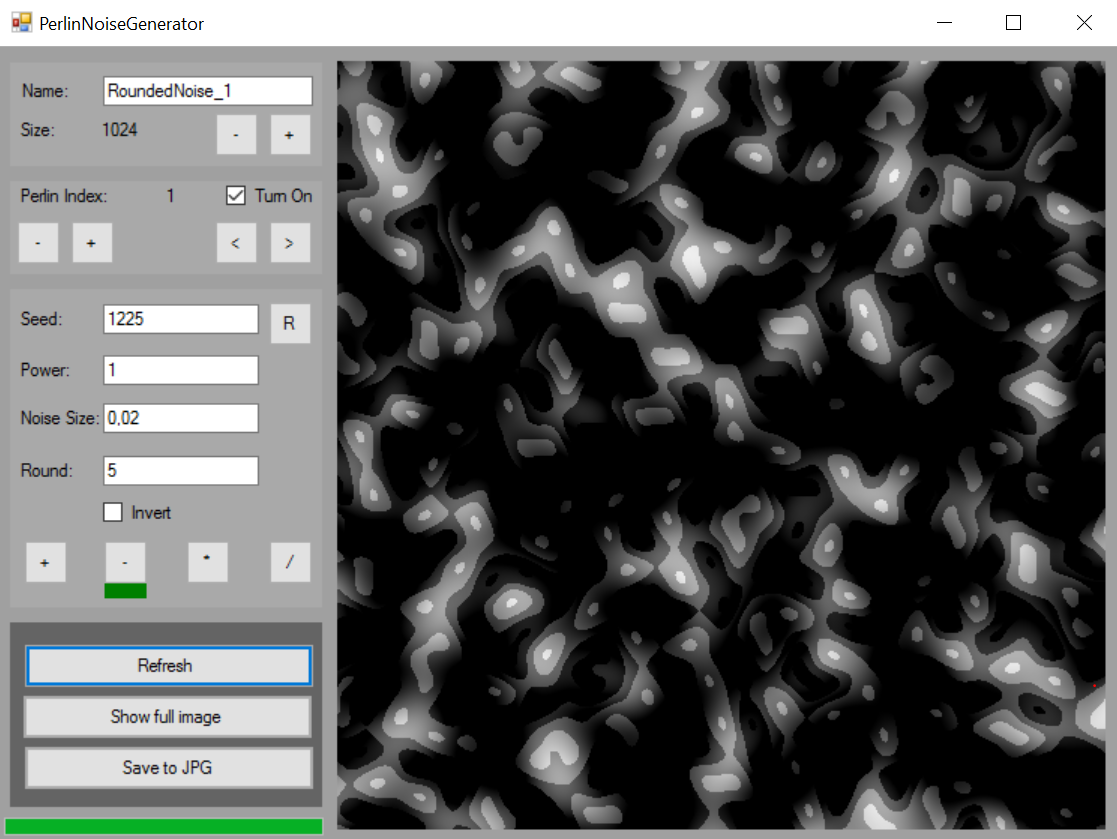 PerlinNoiseGenerator
Name: RoundedNoise_1
Size: 1024 - +
Perlin Index: 1 Turn On
- + < >
Seed: 1225 R
Power: 1
Noise Size: 0,02
Round: 5
Invert
+ - * /
Refresh
Show full image
Save to JPG